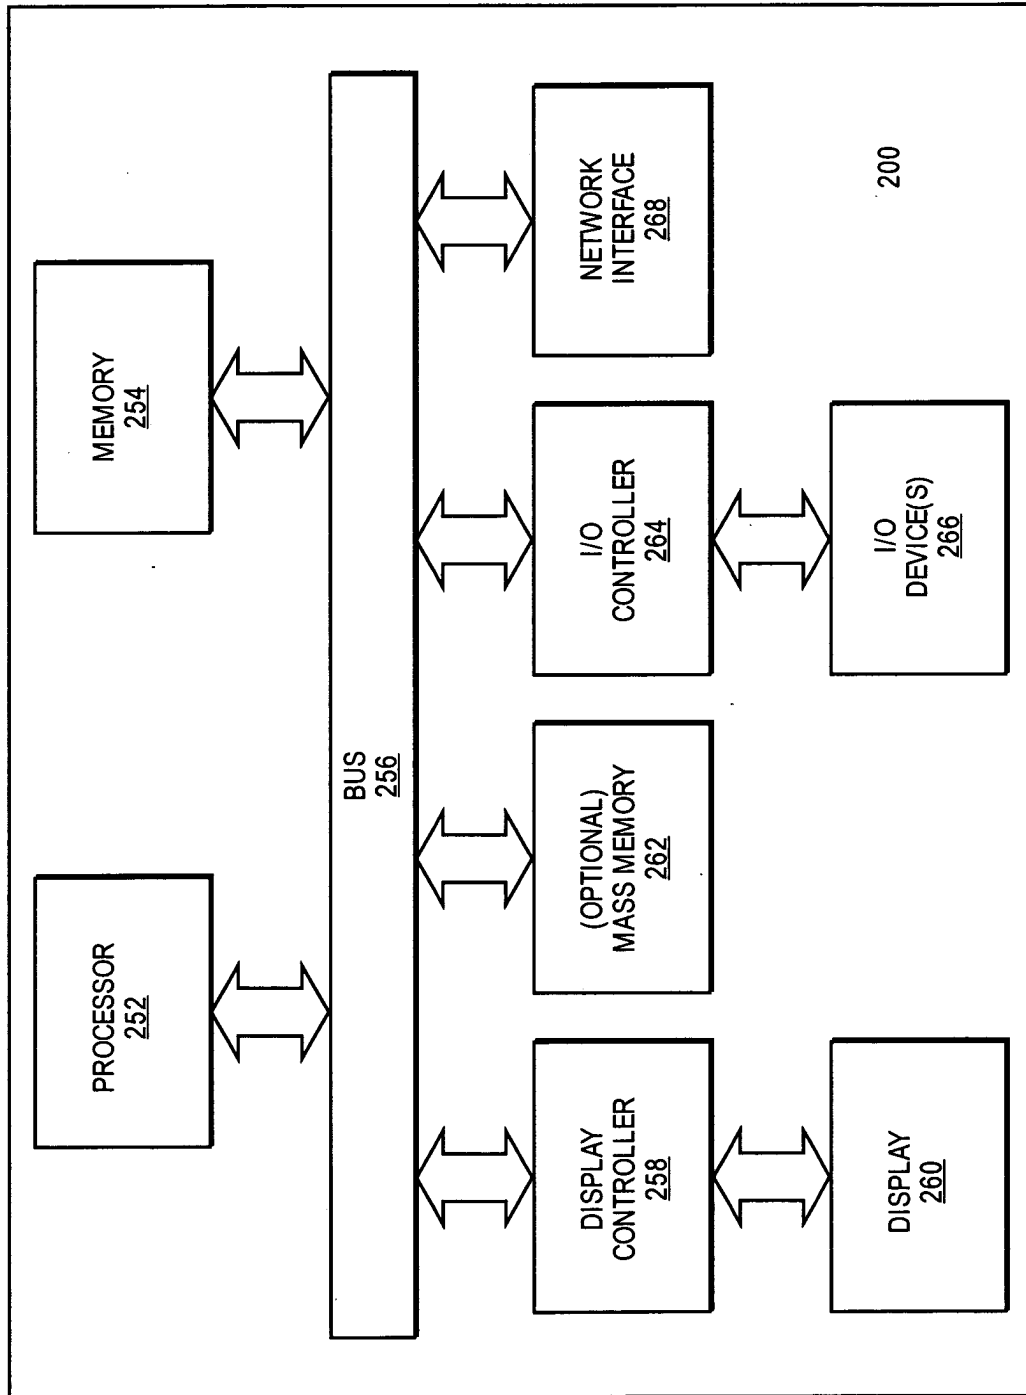 PROCESSOR
252
MEMORY
254
BUS
256
DISPLAY
CONTROLLER
258
(OPTIONAL)
MASS MEMORY
262
I/O
CONTROLLER
264
NETWORK
INTERFACE
268
DISPLAY
260
I/O
DEVICE(S)
266
200